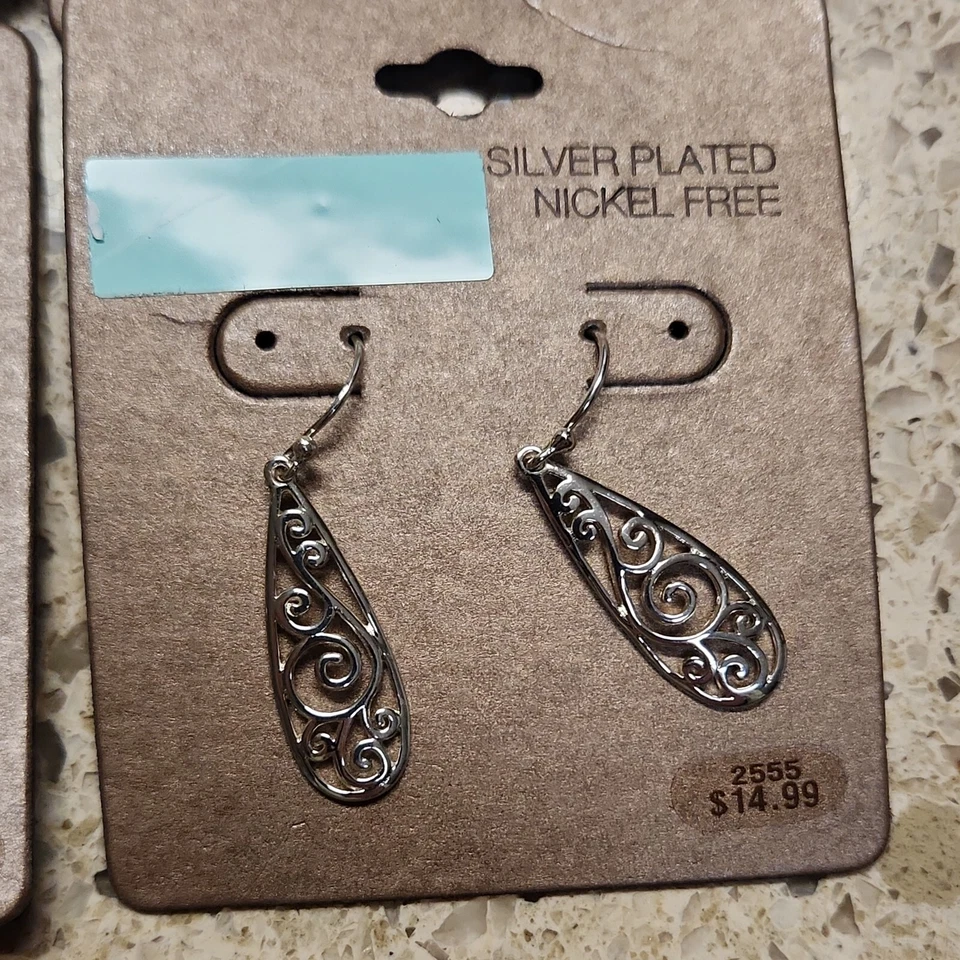 SILVER PLATED
NICKEL FREE
2555
$14.99